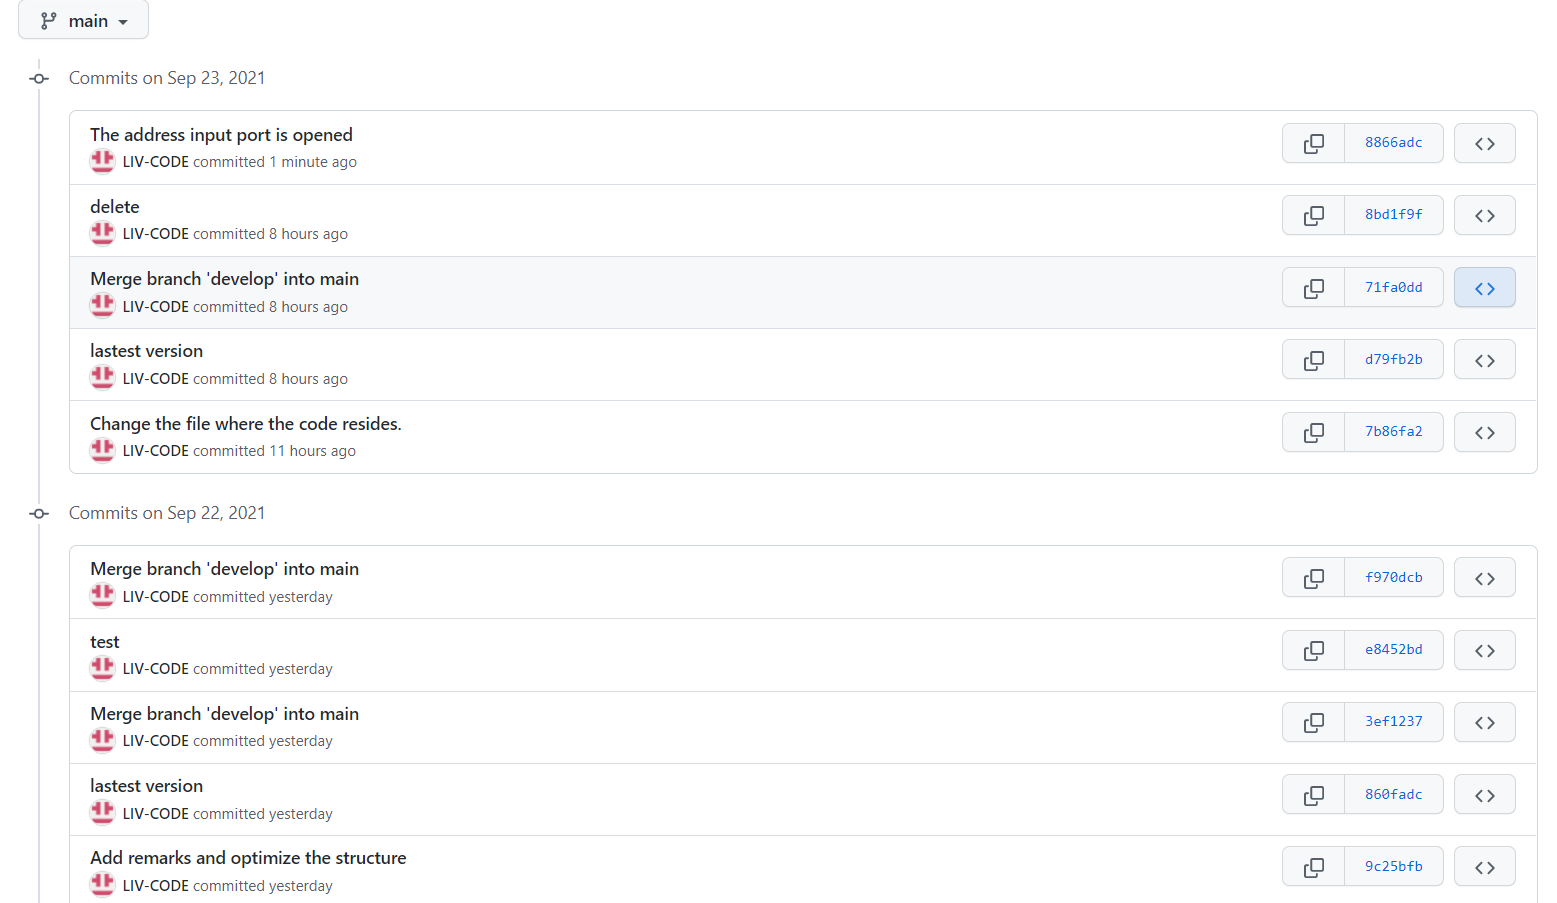 main
Commits on Sep 23, 2021
The address input port is opened
LIV-CODE committed 1 minute ago
8866adc
delete
LIV-CODE committed 8 hours ago
8bd1f9f
Merge branch 'develop' into main
LIV-CODE committed 8 hours ago
71fa0dd
lastest version
LIV-CODE committed 8 hours ago
d79fb2b
Change the file where the code resides.
LIV-CODE committed 11 hours ago
7b86fa2
Commits on Sep 22, 2021
Merge branch 'develop' into main
LIV-CODE committed yesterday
f970dcb
test
LIV-CODE committed yesterday
e8452bd
Merge branch 'develop' into main
LIV-CODE committed yesterday
3ef1237
lastest version
LIV-CODE committed yesterday
860fadc
Add remarks and optimize the structure
LIV-CODE committed yesterday
9c25bfb